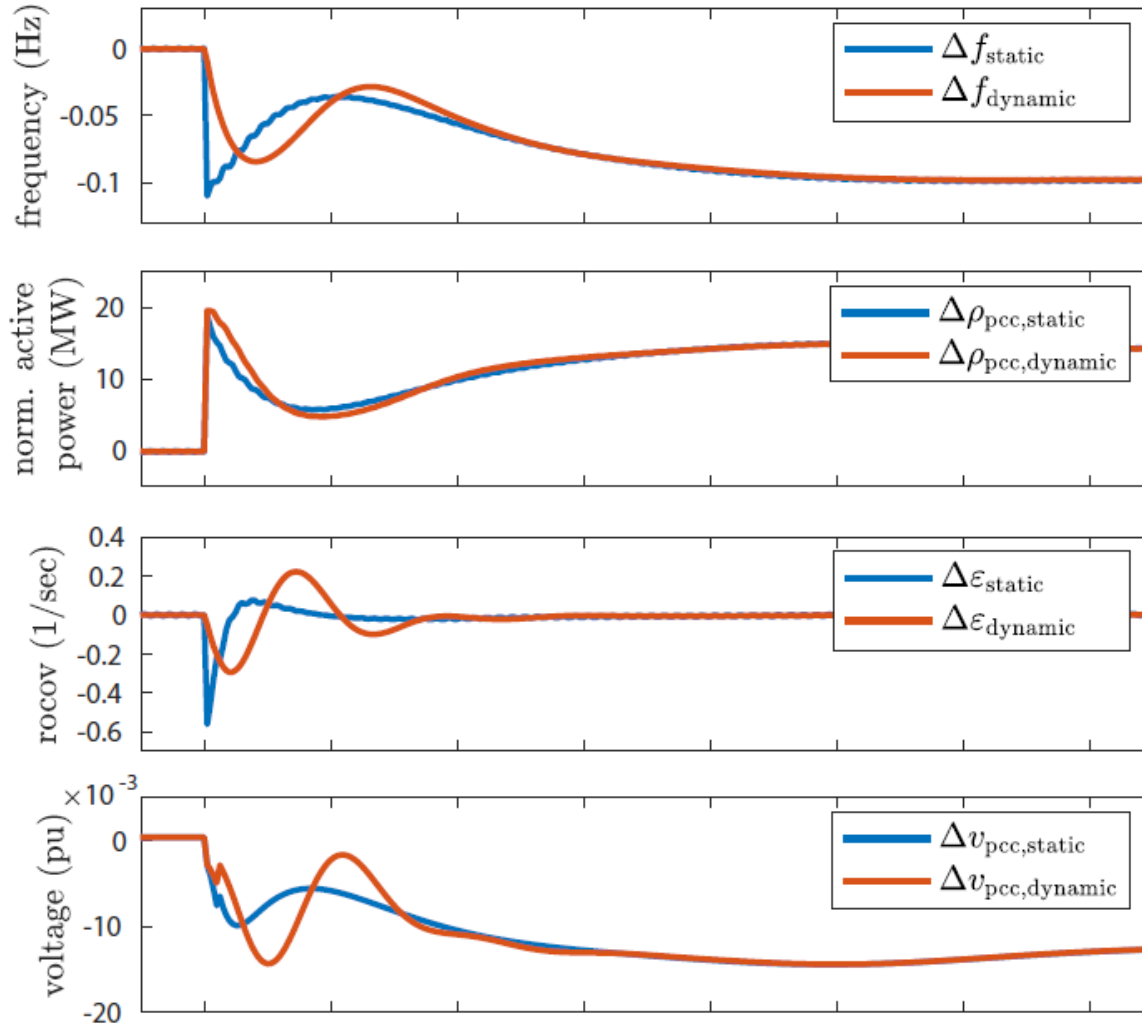 frequency (Hz)
0
-0.05
-0.1
Δf_static
Δf_dynamic
norm. active
power (MW)
20
10
0
Δρ_pcc,static
Δρ_pcc,dynamic
rocov (1/sec)
0.4
0.2
0
-0.2
-0.4
-0.6
Δε_static
Δε_dynamic
voltage (pu)
×10^-3
0
-10
-20
Δv_pcc,static
Δv_pcc,dynamic